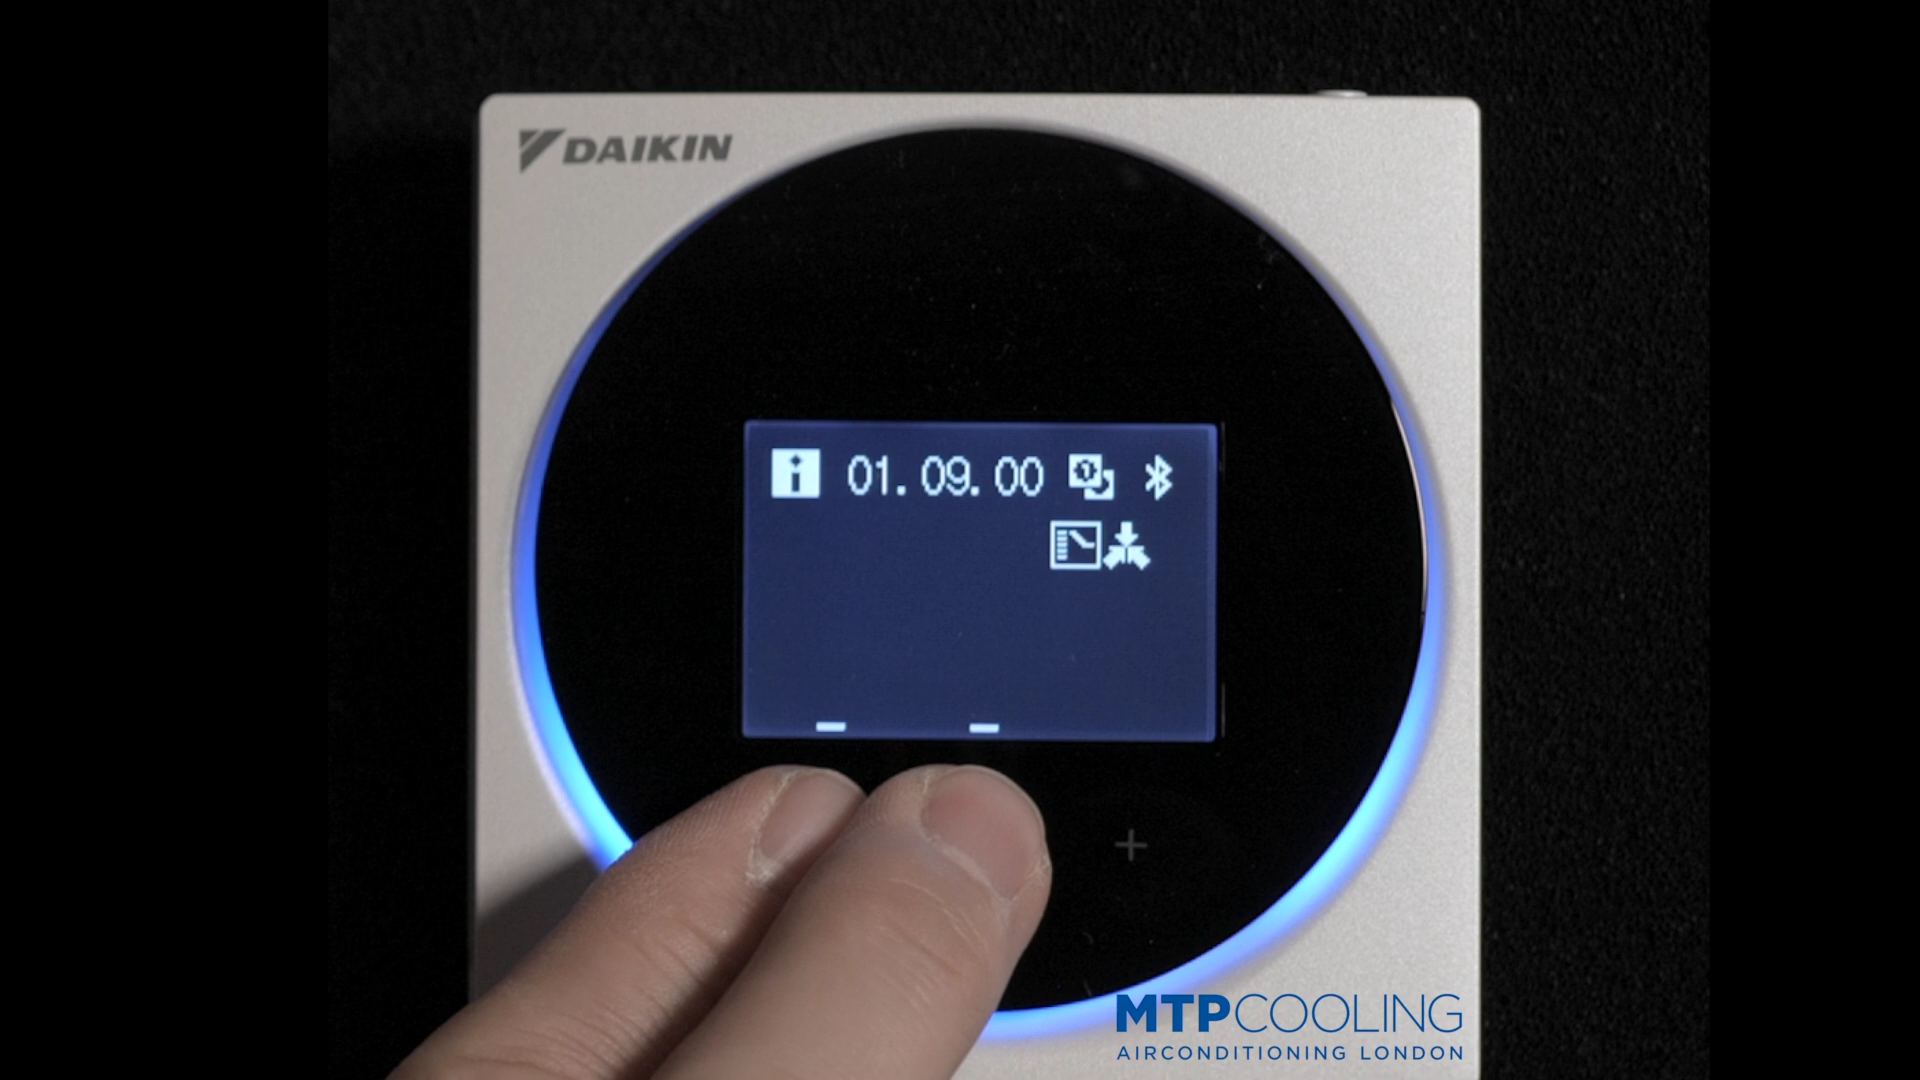 DAIKIN
i 01. 09. 00
+
MTPCOOLING
AIRCONDITIONING LONDON